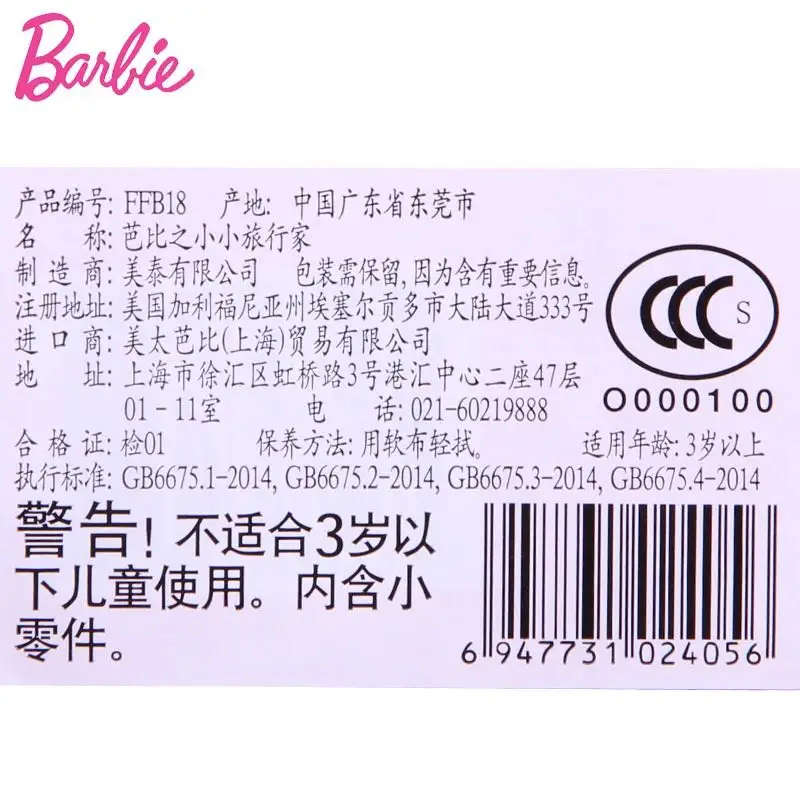 Barbie
产品编号: FFB18 产地: 中国广东省东莞市
名 称: 芭比之小小旅行家
制 造 商: 美泰有限公司 包装需保留,因为含有重要信息。
注册地址: 美国加利福尼亚州埃塞尔贡多市大陆大道333号
进 口 商: 美太芭比(上海)贸易有限公司
地 址: 上海市徐汇区虹桥路3号港汇中心二座47层
01-11室 电 话: 021-60219888
CCC S
O000100
合 格 证: 检01 保养方法: 用软布轻拭。 适用年龄: 3岁以上
执行标准: GB6675.1-2014, GB6675.2-2014, GB6675.3-2014, GB6675.4-2014
警告! 不适合3岁以
下儿童使用。内含小
零件。
6 947731 024056